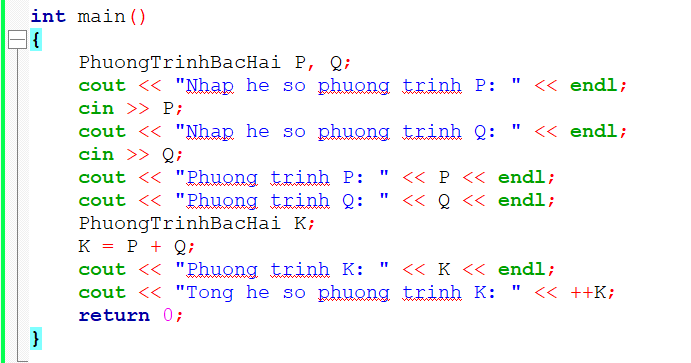 int main()
{
PhuongTrinhBacHai P, Q;
cout << "Nhap he so phuong trinh P: " << endl;
cin >> P;
cout << "Nhap he so phuong trinh Q: " << endl;
cin >> Q;
cout << "Phuong trinh P: " << P << endl;
cout << "Phuong trinh Q: " << Q << endl;
PhuongTrinhBacHai K;
K = P + Q;
cout << "Phuong trinh K: " << K << endl;
cout << "Tong he so phuong trinh K: " << ++K;
return 0;
}